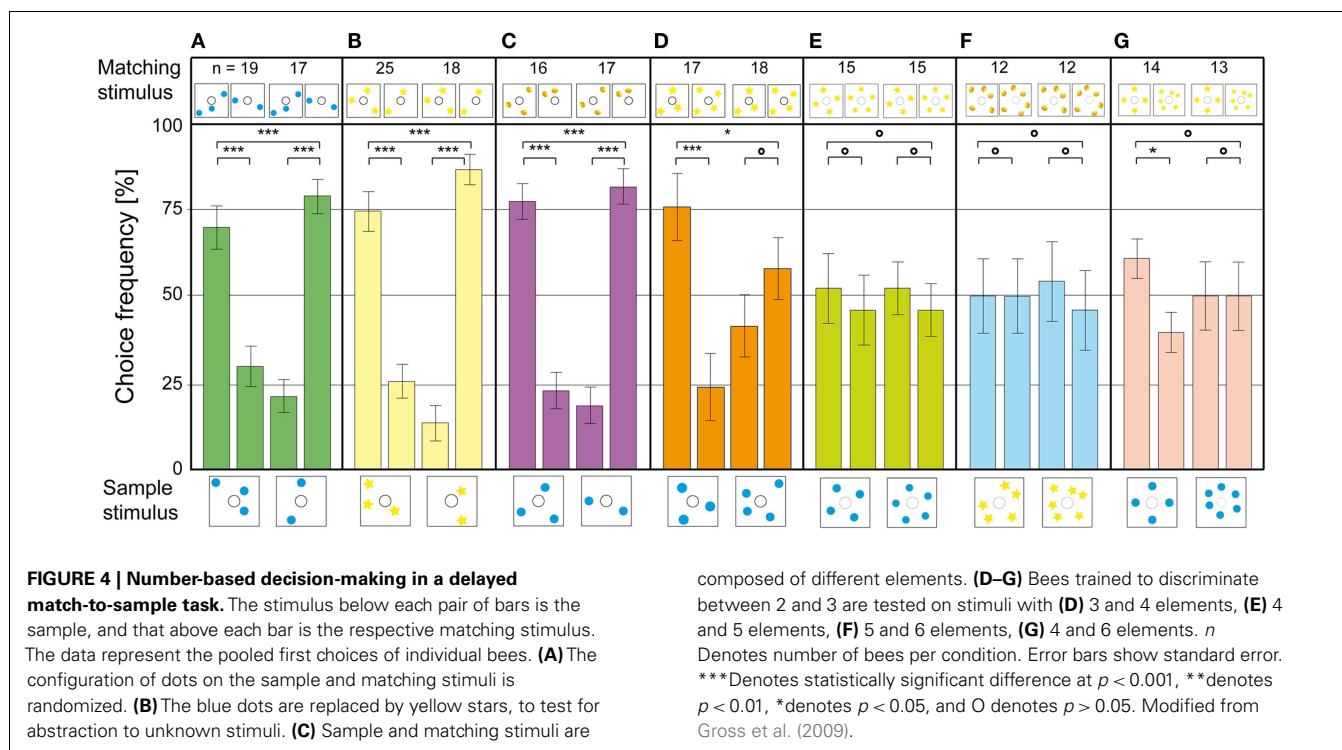 A B C D E F G
Matching stimulus
n = 19 17 25 18 16 17 17 18 15 15 12 12 14 13
100
*** *** *** * o o o
*** *** *** *** *** *** *** o o o o o * o
Choice frequency [%]
75
50
25
0
Sample stimulus
FIGURE 4 | Number-based decision-making in a delayed
match-to-sample task. The stimulus below each pair of bars is the
sample, and that above each bar is the respective matching stimulus.
The data represent the pooled first choices of individual bees. (A) The
configuration of dots on the sample and matching stimuli is
randomized. (B) The blue dots are replaced by yellow stars, to test for
abstraction to unknown stimuli. (C) Sample and matching stimuli are
composed of different elements. (D–G) Bees trained to discriminate
between 2 and 3 are tested on stimuli with (D) 3 and 4 elements, (E) 4
and 5 elements, (F) 5 and 6 elements, (G) 4 and 6 elements. n
Denotes number of bees per condition. Error bars show standard error.
***Denotes statistically significant difference at p < 0.001, **denotes
p < 0.01, *denotes p < 0.05, and O denotes p > 0.05. Modified from
Gross et al. (2009).